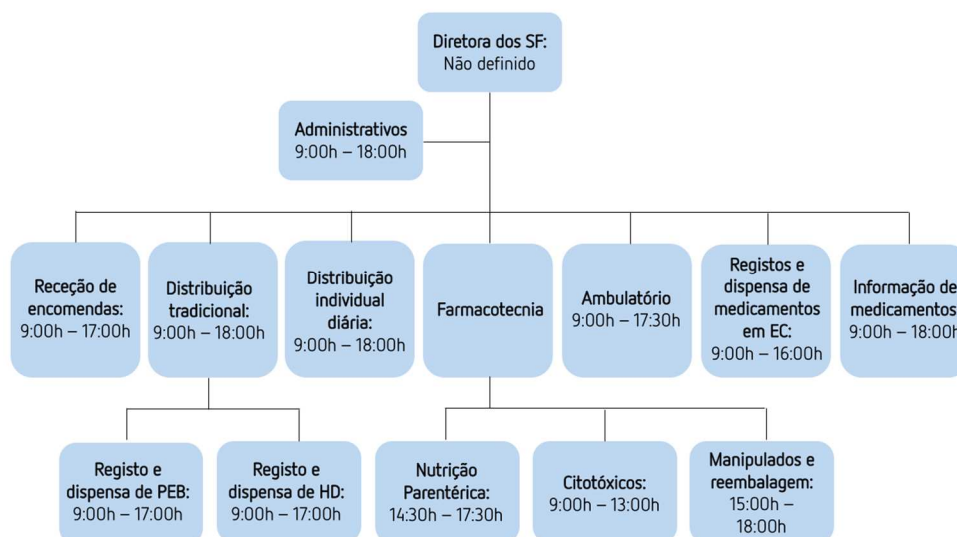 Diretora dos SF:
Não definido
Administrativos
9:00h – 18:00h
Receção de
encomendas:
9:00h – 17:00h
Distribuição
tradicional:
9:00h – 18:00h
Distribuição
individual
diária:
9:00h – 18:00h
Farmacotecnia
Ambulatório
9:00h – 17:30h
Registos e
dispensa de
medicamentos
em EC:
9:00h – 16:00h
Informação de
medicamentos:
9:00h – 18:00h
Registo e
dispensa de PEB:
9:00h – 17:00h
Registo e
dispensa de HD:
9:00h – 17:00h
Nutrição
Parentérica:
14:30h – 17:30h
Citotóxicos:
9:00h – 13:00h
Manipulados e
reembalagem:
15:00h –
18:00h